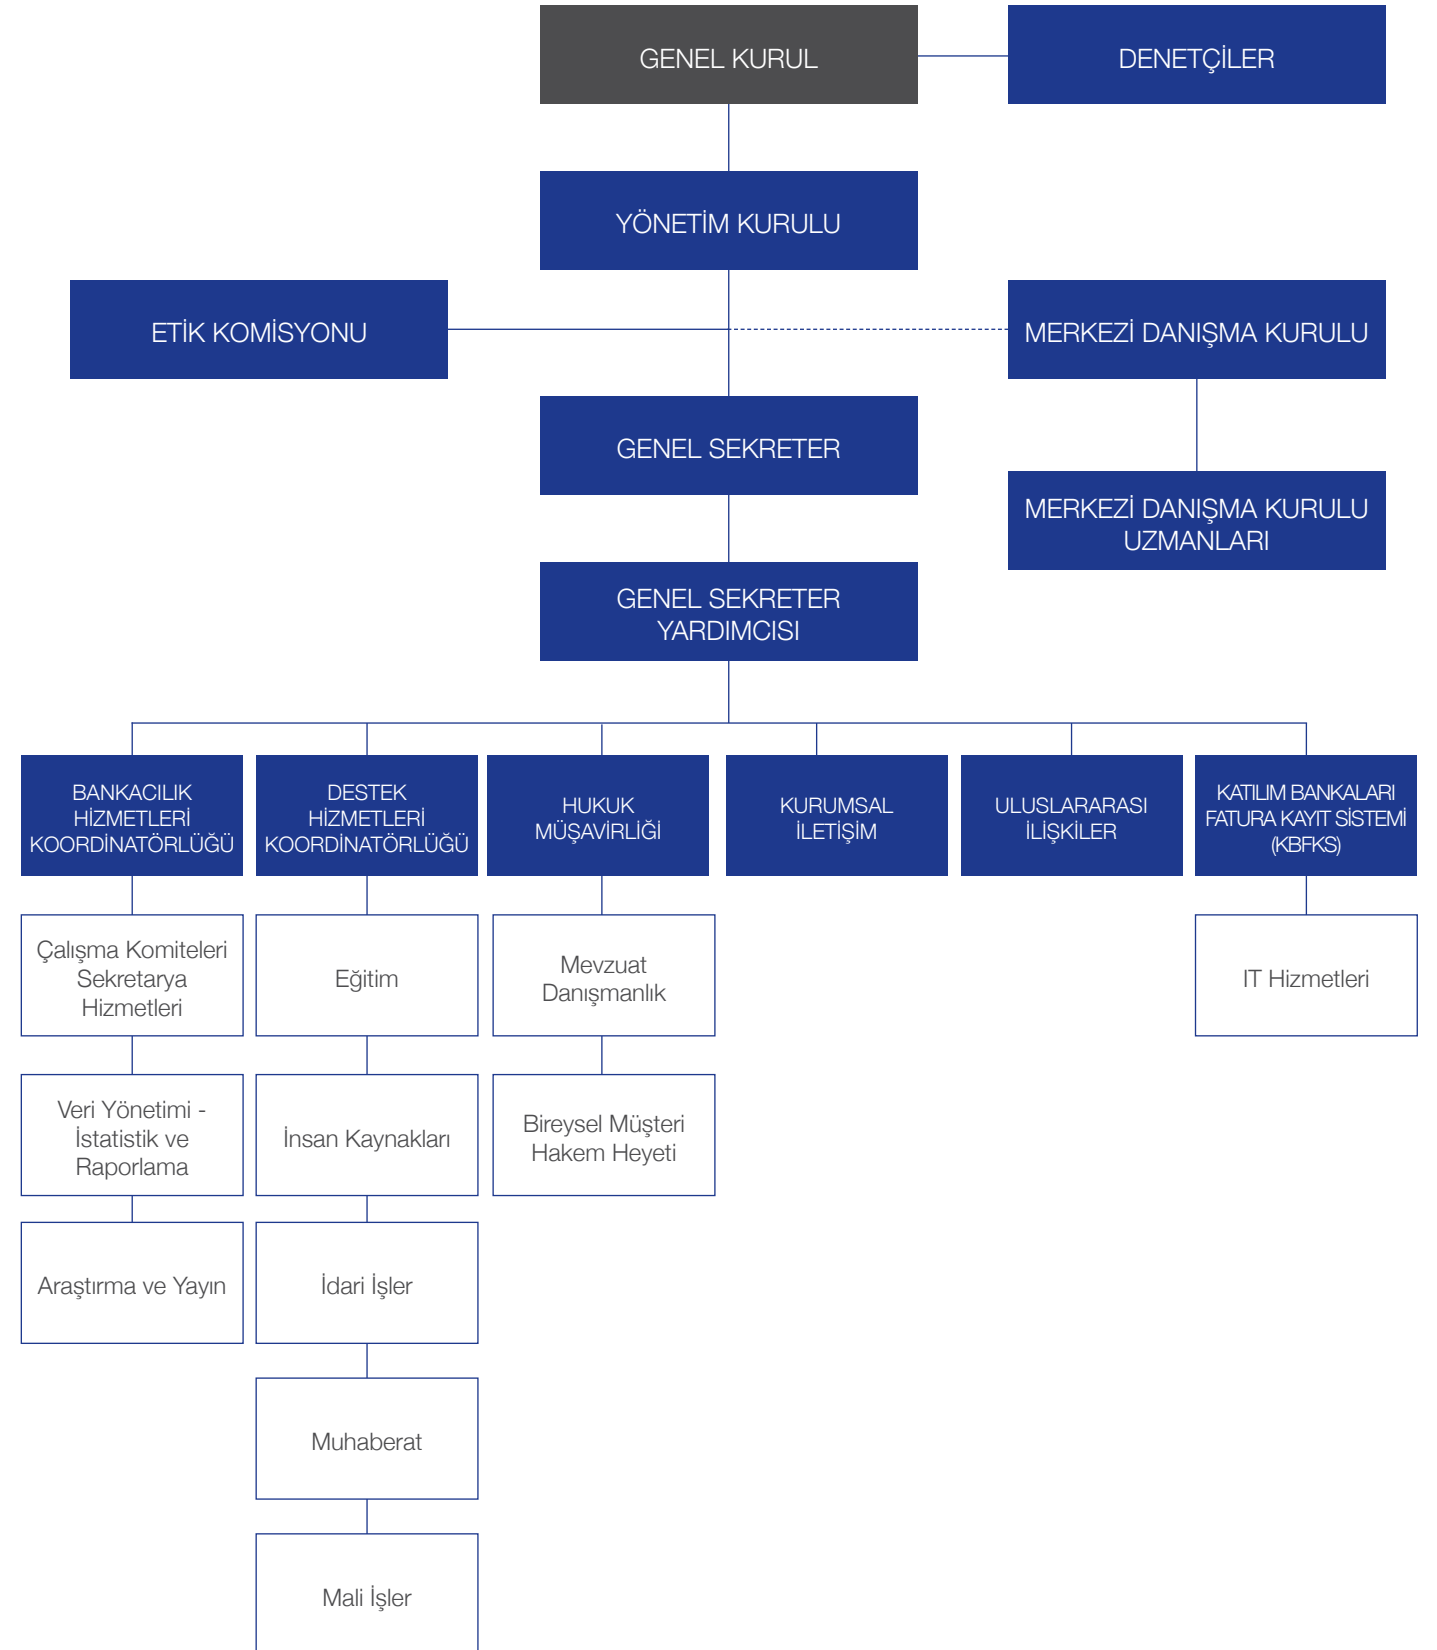 GENEL KURUL
DENETÇİLER
YÖNETİM KURULU
ETİK KOMİSYONU
MERKEZİ DANIŞMA KURULU
GENEL SEKRETER
MERKEZİ DANIŞMA KURULU
UZMANLARI
GENEL SEKRETER
YARDIMCISI
BANKACILIK
HİZMETLERİ
KOORDİNATÖRLÜĞÜ
DESTEK
HİZMETLERİ
KOORDİNATÖRLÜĞÜ
HUKUK
MÜŞAVİRLİĞİ
KURUMSAL
İLETİŞİM
ULUSLARARASI
İLİŞKİLER
KATILIM BANKALARI
FATURA KAYIT SİSTEMİ
(KBFKS)
Çalışma Komiteleri
Sekretarya
Hizmetleri
Eğitim
Mevzuat
Danışmanlık
IT Hizmetleri
Veri Yönetimi -
İstatistik ve
Raporlama
İnsan Kaynakları
Bireysel Müşteri
Hakem Heyeti
Araştırma ve Yayın
İdari İşler
Muhaberat
Mali İşler